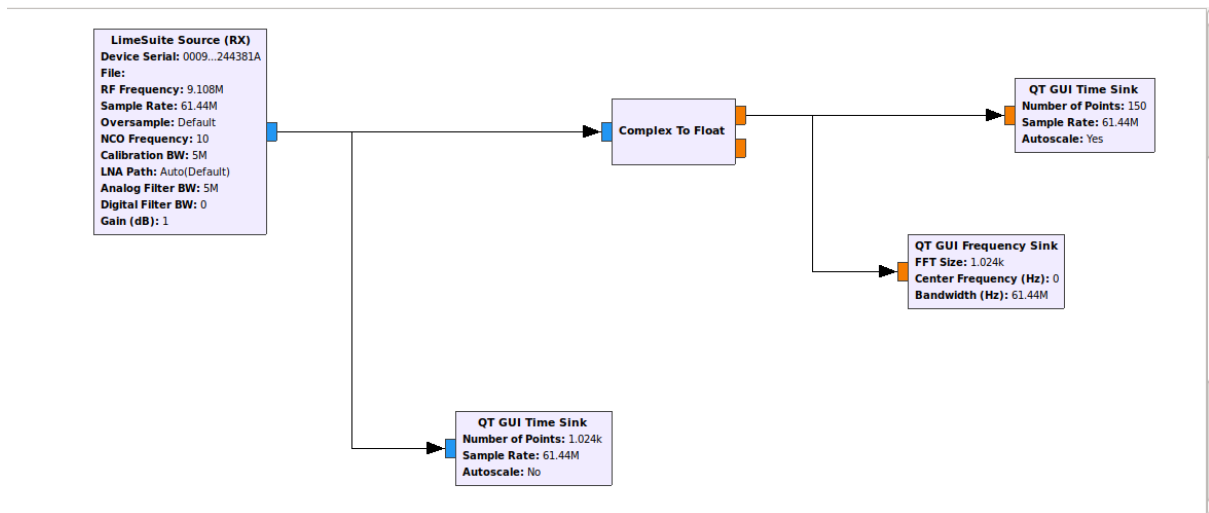 LimeSuite Source (RX)
Device Serial: 0009...244381A
File:
RF Frequency: 9.108M
Sample Rate: 61.44M
Oversample: Default
NCO Frequency: 10
Calibration BW: 5M
LNA Path: Auto(Default)
Analog Filter BW: 5M
Digital Filter BW: 0
Gain (dB): 1
Complex To Float
QT GUI Time Sink
Number of Points: 150
Sample Rate: 61.44M
Autoscale: Yes
QT GUI Frequency Sink
FFT Size: 1.024k
Center Frequency (Hz): 0
Bandwidth (Hz): 61.44M
QT GUI Time Sink
Number of Points: 1.024k
Sample Rate: 61.44M
Autoscale: No